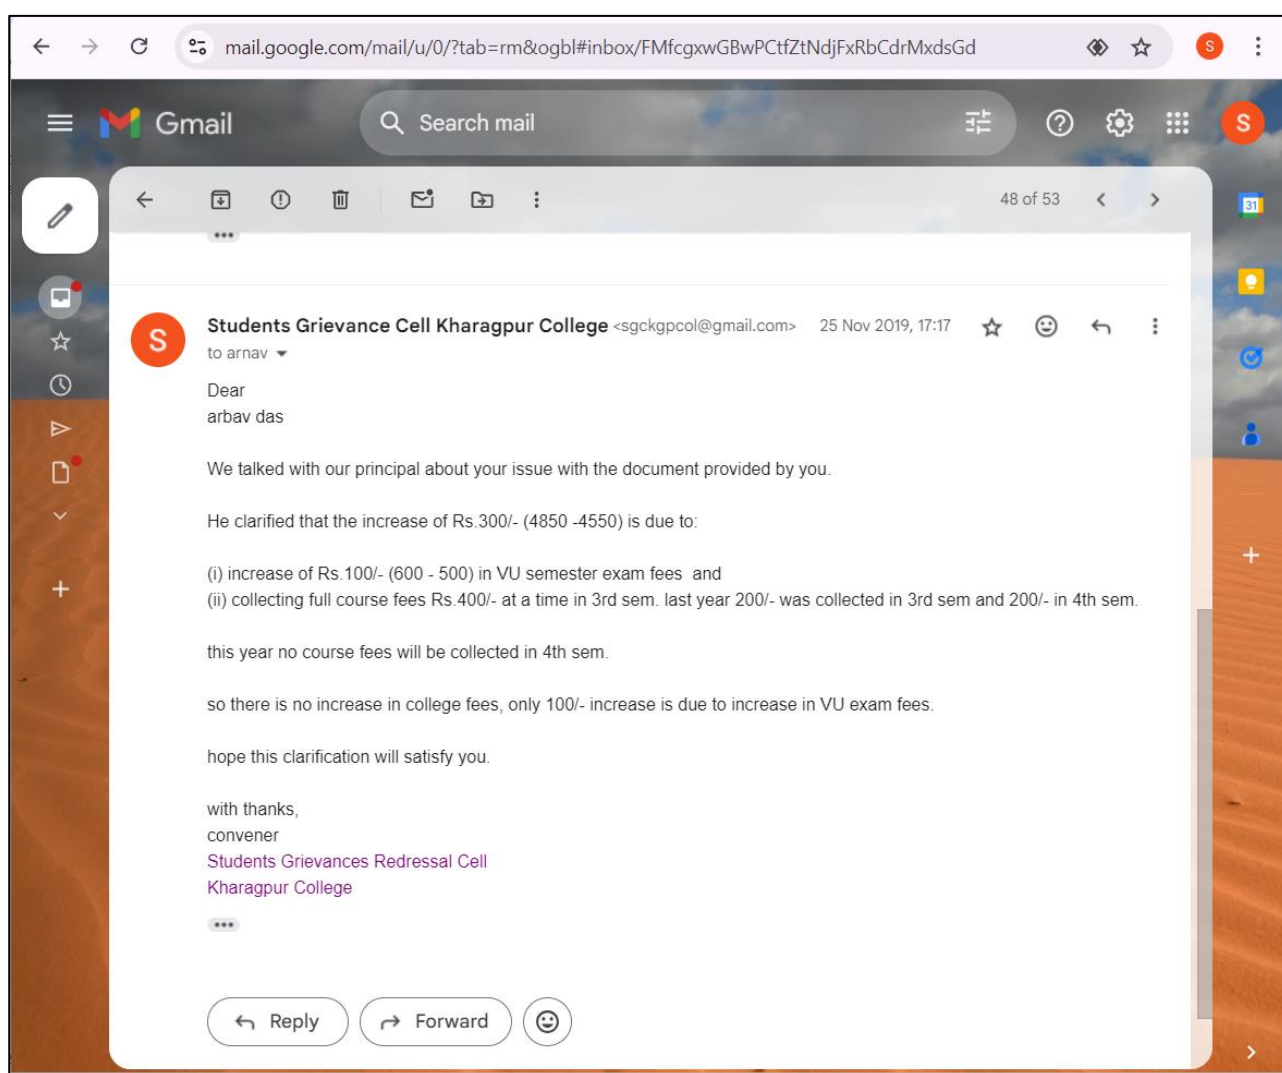 mail.google.com/mail/u/0/?tab=rm&ogbl#inbox/FMfcgxwGBwPCtfZtNdjFxRbCdrMxdsGd
S
Gmail
Search mail
S
48 of 53
31
S
Students Grievance Cell Kharagpur College <sgckgpcol@gmail.com> 25 Nov 2019, 17:17
to arnav
Dear
arbav das
We talked with our principal about your issue with the document provided by you.
He clarified that the increase of Rs.300/- (4850 -4550) is due to:
(i) increase of Rs.100/- (600 - 500) in VU semester exam fees and
(ii) collecting full course fees Rs.400/- at a time in 3rd sem. last year 200/- was collected in 3rd sem and 200/- in 4th sem.
this year no course fees will be collected in 4th sem.
so there is no increase in college fees, only 100/- increase is due to increase in VU exam fees.
hope this clarification will satisfy you.
with thanks,
convener
Students Grievances Redressal Cell
Kharagpur College
Reply
Forward